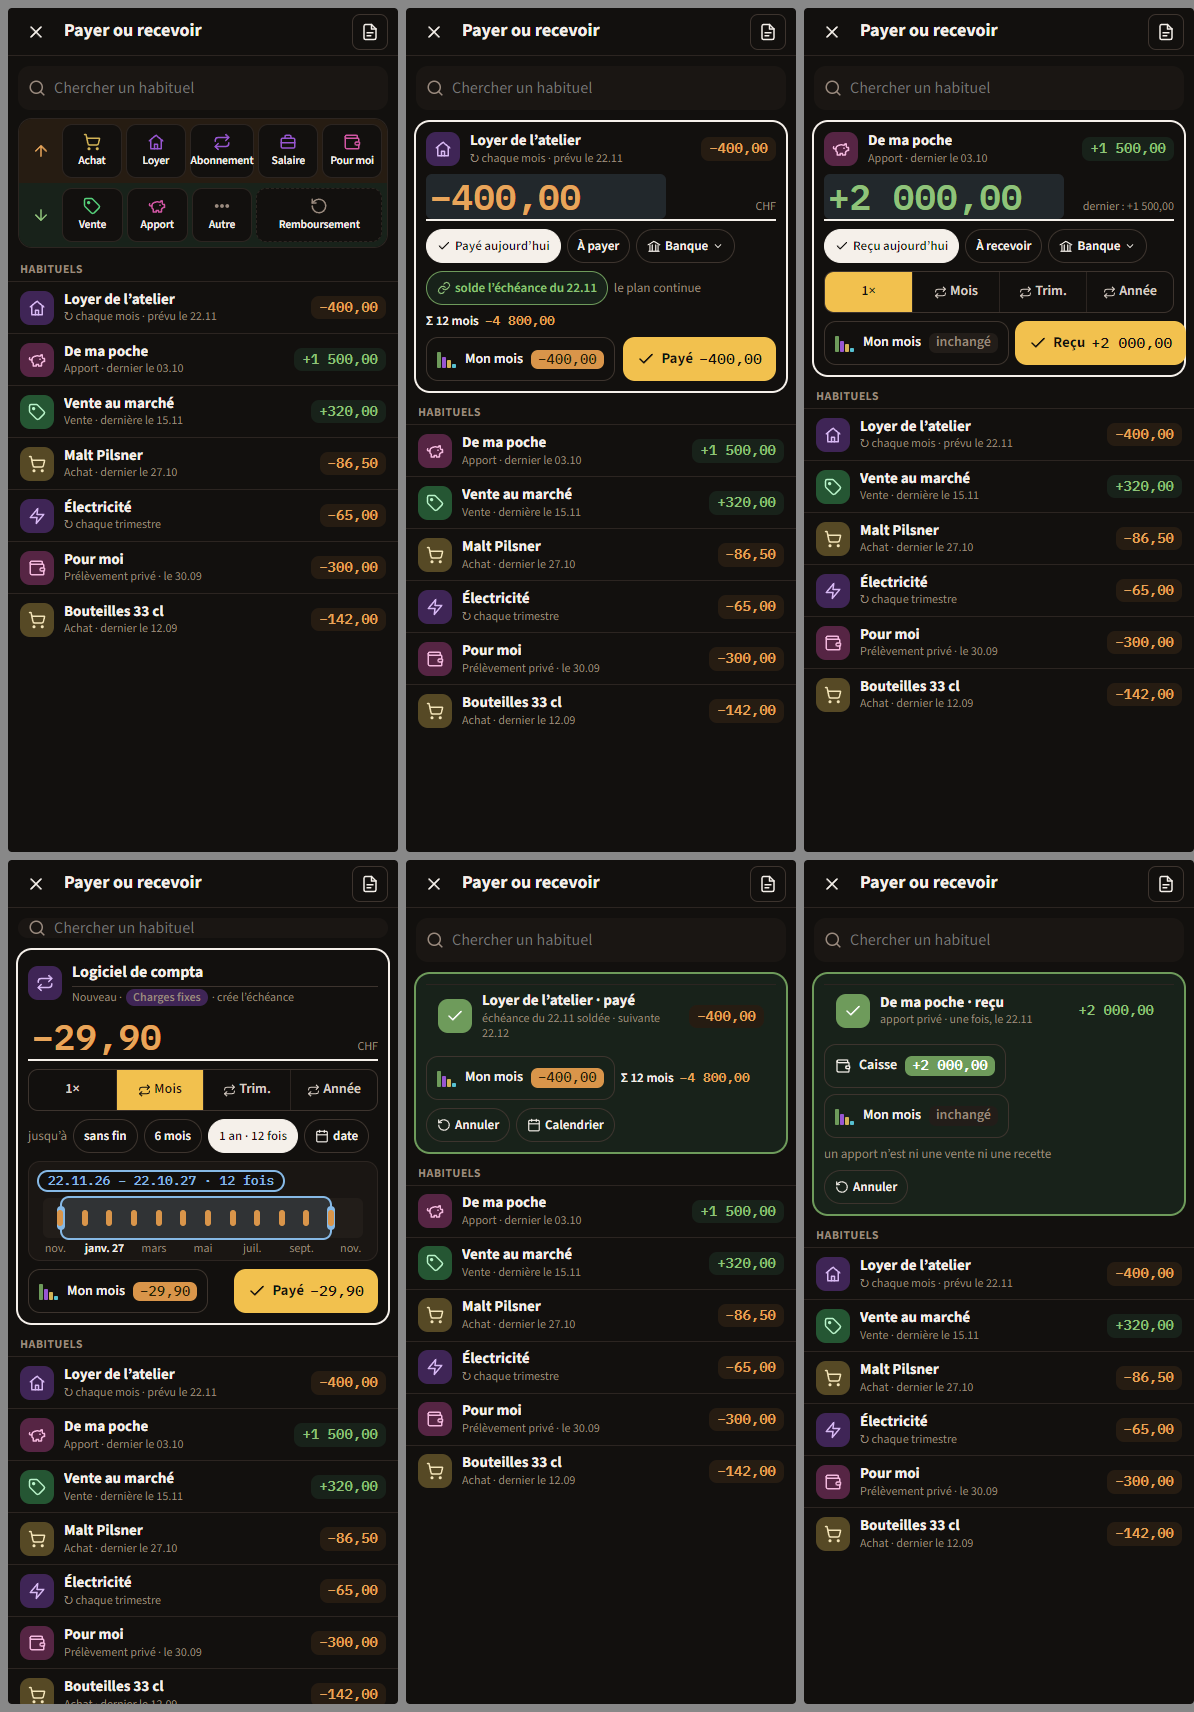 Payer ou recevoir
Chercher un habituel
Achat
Loyer
Abonnement
Salaire
Pour moi
Vente
Apport
Autre
Remboursement
HABITUELS
Loyer de l’atelier
↻ chaque mois · prévu le 22.11
−400,00
De ma poche
Apport · dernier le 03.10
+1 500,00
Vente au marché
Vente · dernière le 15.11
+320,00
Malt Pilsner
Achat · dernier le 27.10
−86,50
Électricité
↻ chaque trimestre
−65,00
Pour moi
Prélèvement privé · le 30.09
−300,00
Bouteilles 33 cl
Achat · dernier le 12.09
−142,00
Payer ou recevoir
Chercher un habituel
Loyer de l’atelier
↻ chaque mois · prévu le 22.11
−400,00
−400,00
CHF
Payé aujourd’hui
À payer
Banque
solde l’échéance du 22.11
le plan continue
Σ 12 mois −4 800,00
Mon mois −400,00
Payé −400,00
HABITUELS
De ma poche
Apport · dernier le 03.10
+1 500,00
Vente au marché
Vente · dernière le 15.11
+320,00
Malt Pilsner
Achat · dernier le 27.10
−86,50
Électricité
↻ chaque trimestre
−65,00
Pour moi
Prélèvement privé · le 30.09
−300,00
Bouteilles 33 cl
Achat · dernier le 12.09
−142,00
Payer ou recevoir
Chercher un habituel
De ma poche
Apport · dernier le 03.10
+1 500,00
+2 000,00
dernier : +1 500,00
Reçu aujourd’hui
À recevoir
Banque
1×
Mois
Trim.
Année
Mon mois inchangé
Reçu +2 000,00
HABITUELS
Loyer de l’atelier
↻ chaque mois · prévu le 22.11
−400,00
Vente au marché
Vente · dernière le 15.11
+320,00
Malt Pilsner
Achat · dernier le 27.10
−86,50
Électricité
↻ chaque trimestre
−65,00
Pour moi
Prélèvement privé · le 30.09
−300,00
Bouteilles 33 cl
Achat · dernier le 12.09
−142,00
Payer ou recevoir
Chercher un habituel
Logiciel de compta
Nouveau · Charges fixes · crée l’échéance
−29,90
CHF
1×
Mois
Trim.
Année
jusqu’à
sans fin
6 mois
1 an · 12 fois
date
22.11.26 – 22.10.27 · 12 fois
nov.
janv. 27
mars
mai
juil.
sept.
nov.
Mon mois −29,90
Payé −29,90
HABITUELS
Loyer de l’atelier
↻ chaque mois · prévu le 22.11
−400,00
De ma poche
Apport · dernier le 03.10
+1 500,00
Vente au marché
Vente · dernière le 15.11
+320,00
Malt Pilsner
Achat · dernier le 27.10
−86,50
Électricité
↻ chaque trimestre
−65,00
Pour moi
Prélèvement privé · le 30.09
−300,00
Bouteilles 33 cl
Achat · dernier le 12.09
−142,00
Payer ou recevoir
Chercher un habituel
Loyer de l’atelier · payé
échéance du 22.11 soldée · suivante
22.12
−400,00
Mon mois −400,00
Σ 12 mois −4 800,00
Annuler
Calendrier
HABITUELS
De ma poche
Apport · dernier le 03.10
+1 500,00
Vente au marché
Vente · dernière le 15.11
+320,00
Malt Pilsner
Achat · dernier le 27.10
−86,50
Électricité
↻ chaque trimestre
−65,00
Pour moi
Prélèvement privé · le 30.09
−300,00
Bouteilles 33 cl
Achat · dernier le 12.09
−142,00
Payer ou recevoir
Chercher un habituel
De ma poche · reçu
apport privé · une fois, le 22.11
+2 000,00
Caisse +2 000,00
Mon mois inchangé
un apport n’est ni une vente ni une recette
Annuler
HABITUELS
Loyer de l’atelier
↻ chaque mois · prévu le 22.11
−400,00
Vente au marché
Vente · dernière le 15.11
+320,00
Malt Pilsner
Achat · dernier le 27.10
−86,50
Électricité
↻ chaque trimestre
−65,00
Pour moi
Prélèvement privé · le 30.09
−300,00
Bouteilles 33 cl
Achat · dernier le 12.09
−142,00